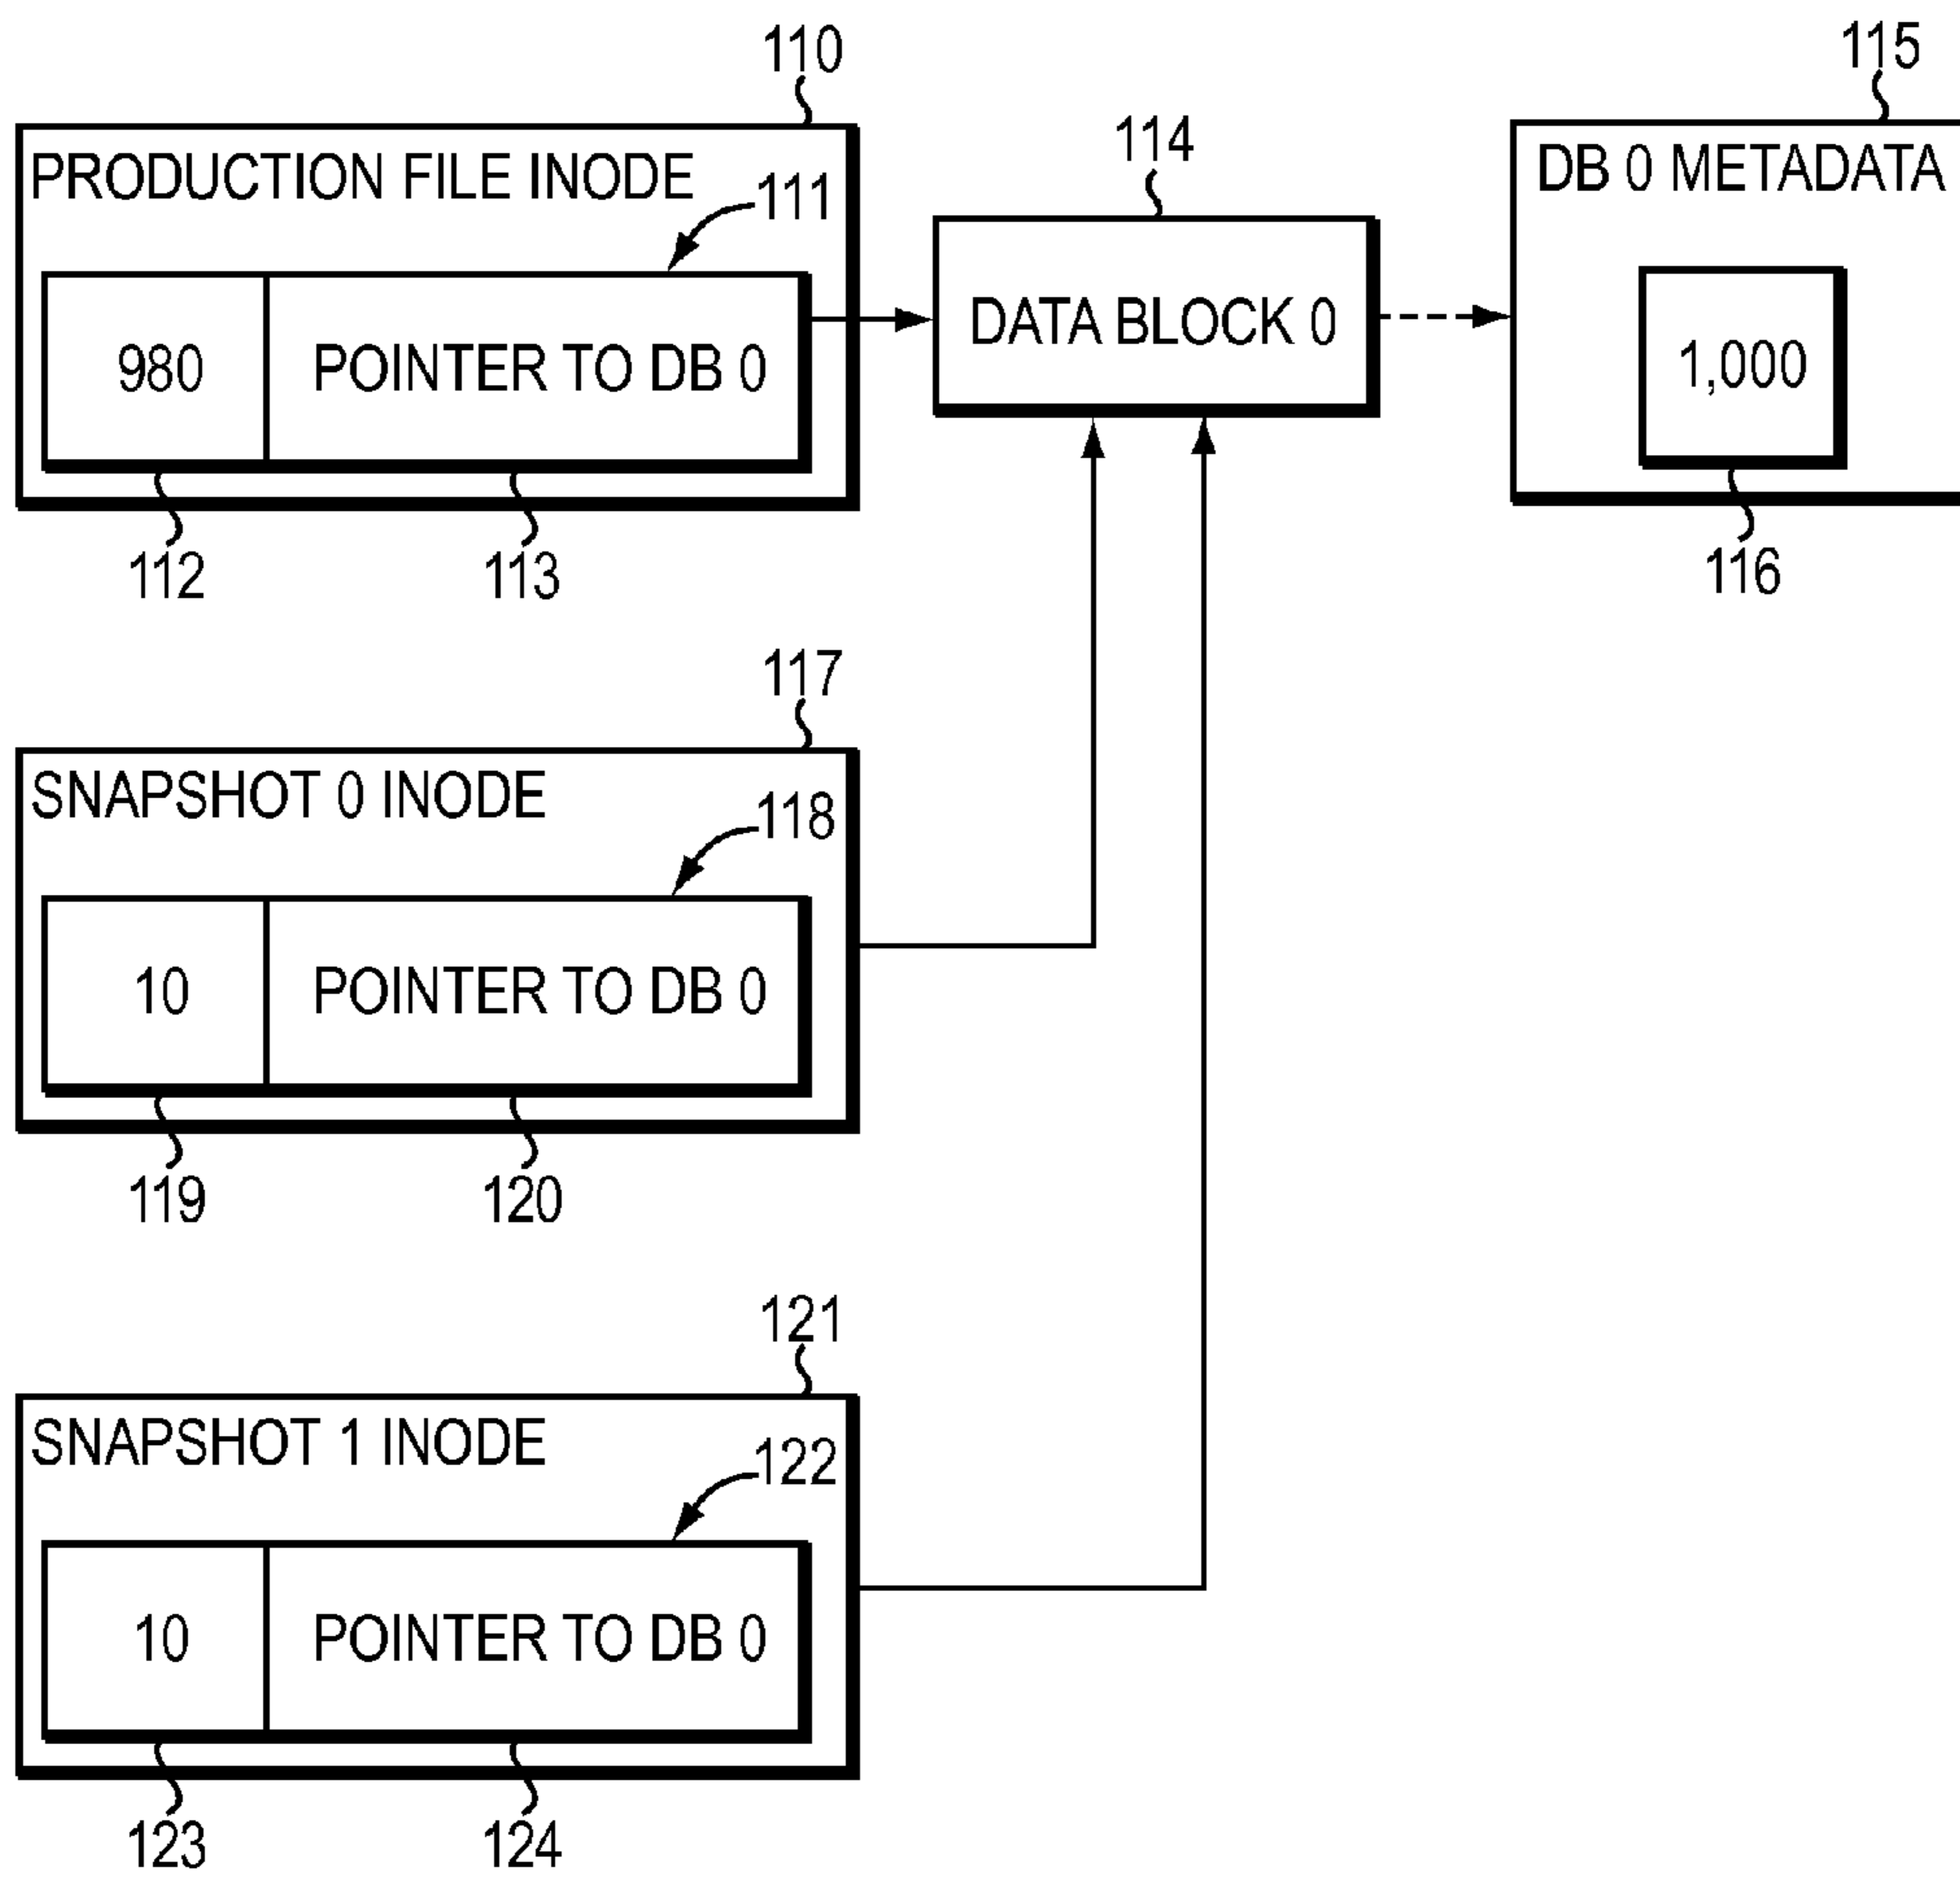 110
115
114
PRODUCTION FILE INODE
DB 0 METADATA
111
980
POINTER TO DB 0
DATA BLOCK 0
1,000
112
113
116
117
SNAPSHOT 0 INODE
118
10
POINTER TO DB 0
119
120
121
SNAPSHOT 1 INODE
122
10
POINTER TO DB 0
123
124